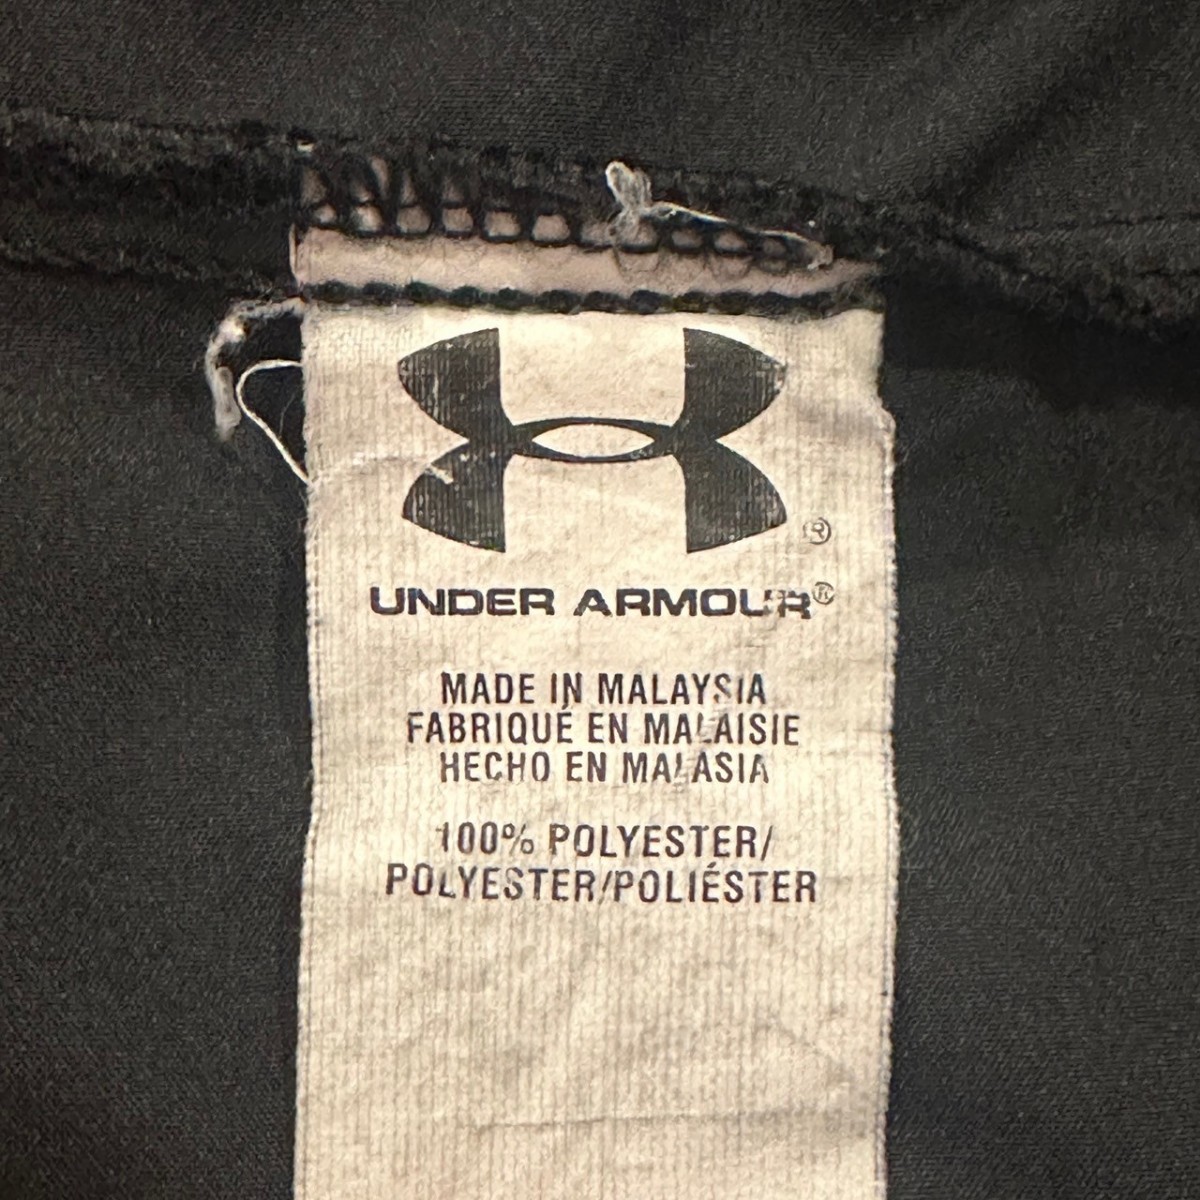 ®
UNDER ARMOUR®
MADE IN MALAYSIA
FABRIQUÉ EN MALAISIE
HECHO EN MALASIA
100% POLYESTER/
POLYESTER/POLIÉSTER